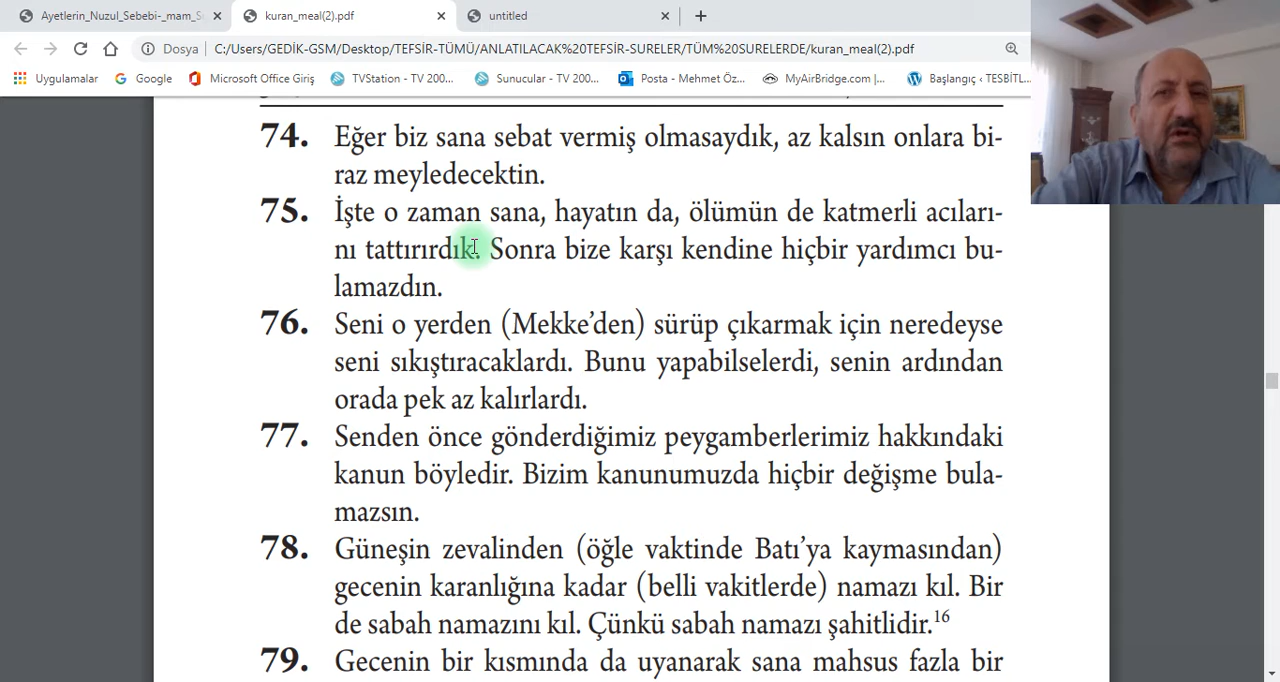 Ayetlerin_Nuzul_Sebebi-_mam_S
kuran_meal(2).pdf
untitled
Dosya
C:/Users/GEDİK-GSM/Desktop/TEFSİR-TÜMÜ/ANLATILACAK%20TEFSİR-SURELER/TÜM%20SURELERDE/kuran_meal(2).pdf
Uygulamalar
Google
Microsoft Office Giriş
TVStation - TV 200...
Sunucular - TV 200...
Posta - Mehmet Öz...
MyAirBridge.com |...
Başlangıç ‹ TESBİTL...
74. Eğer biz sana sebat vermiş olmasaydık, az kalsın onlara bi-
raz meyledecektin.
75. İşte o zaman sana, hayatın da, ölümün de katmerli acıları-
nı tattırırdık. Sonra bize karşı kendine hiçbir yardımcı bu-
lamazdın.
76. Seni o yerden (Mekke’den) sürüp çıkarmak için neredeyse
seni sıkıştıracaklardı. Bunu yapabilselerdi, senin ardından
orada pek az kalırlardı.
77. Senden önce gönderdiğimiz peygamberlerimiz hakkındaki
kanun böyledir. Bizim kanunumuzda hiçbir değişme bula-
mazsın.
78. Güneşin zevalinden (öğle vaktinde Batı’ya kaymasından)
gecenin karanlığına kadar (belli vakitlerde) namazı kıl. Bir
de sabah namazını kıl. Çünkü sabah namazı şahitlidir.16
79. Gecenin bir kısmında da uyanarak sana mahsus fazla bir